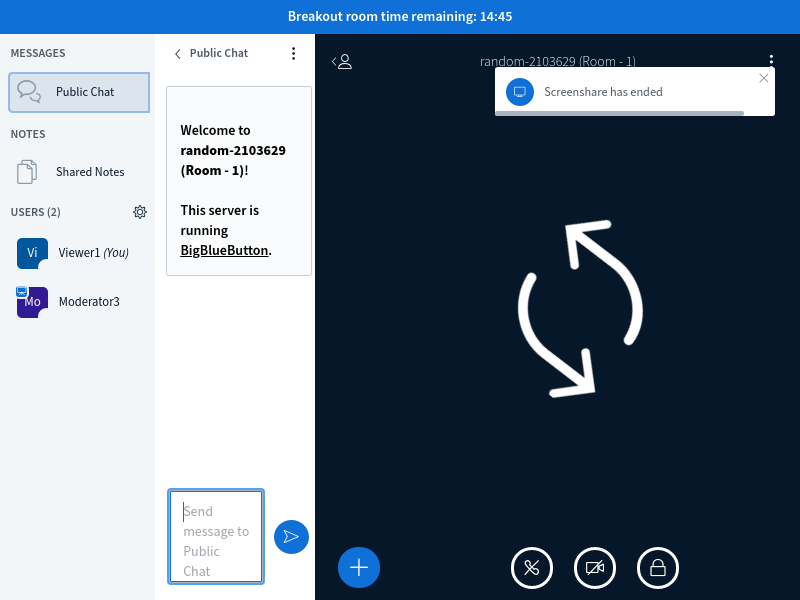 Breakout room time remaining: 14:45
MESSAGES
Public Chat
NOTES
Shared Notes
USERS (2)
Vi
Viewer1 (You)
Mo
Moderator3
Public Chat
Welcome to
random-2103629
(Room - 1)!
This server is
running
BigBlueButton.
Send
message to
Public
Chat
random-2103629 (Room - 1)
Screenshare has ended